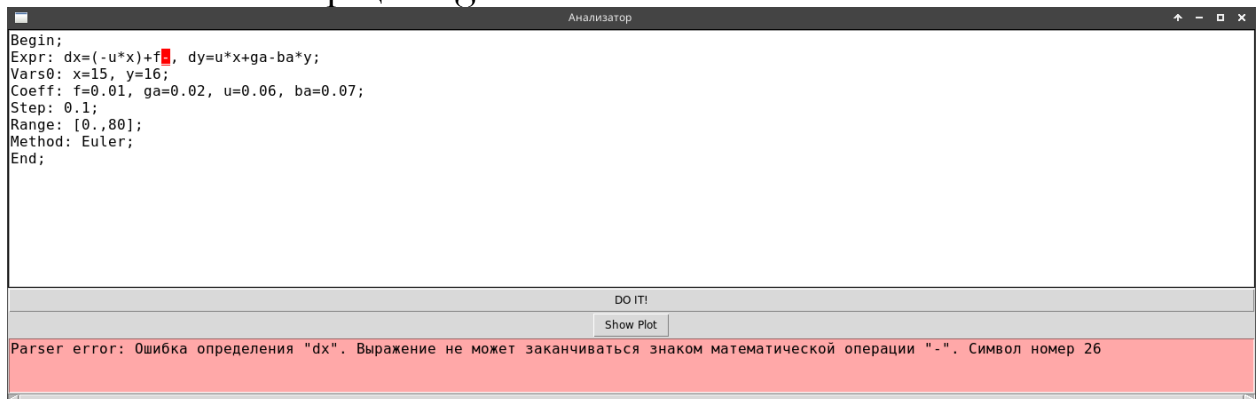 Анализатор
Begin;
Expr: dx=(-u*x)+f-, dy=u*x+ga-ba*y;
Vars0: x=15, y=16;
Coeff: f=0.01, ga=0.02, u=0.06, ba=0.07;
Step: 0.1;
Range: [0.,80];
Method: Euler;
End;
DO IT!
Show Plot
Parser error: Ошибка определения "dx". Выражение не может заканчиваться знаком математической операции "-". Символ номер 26